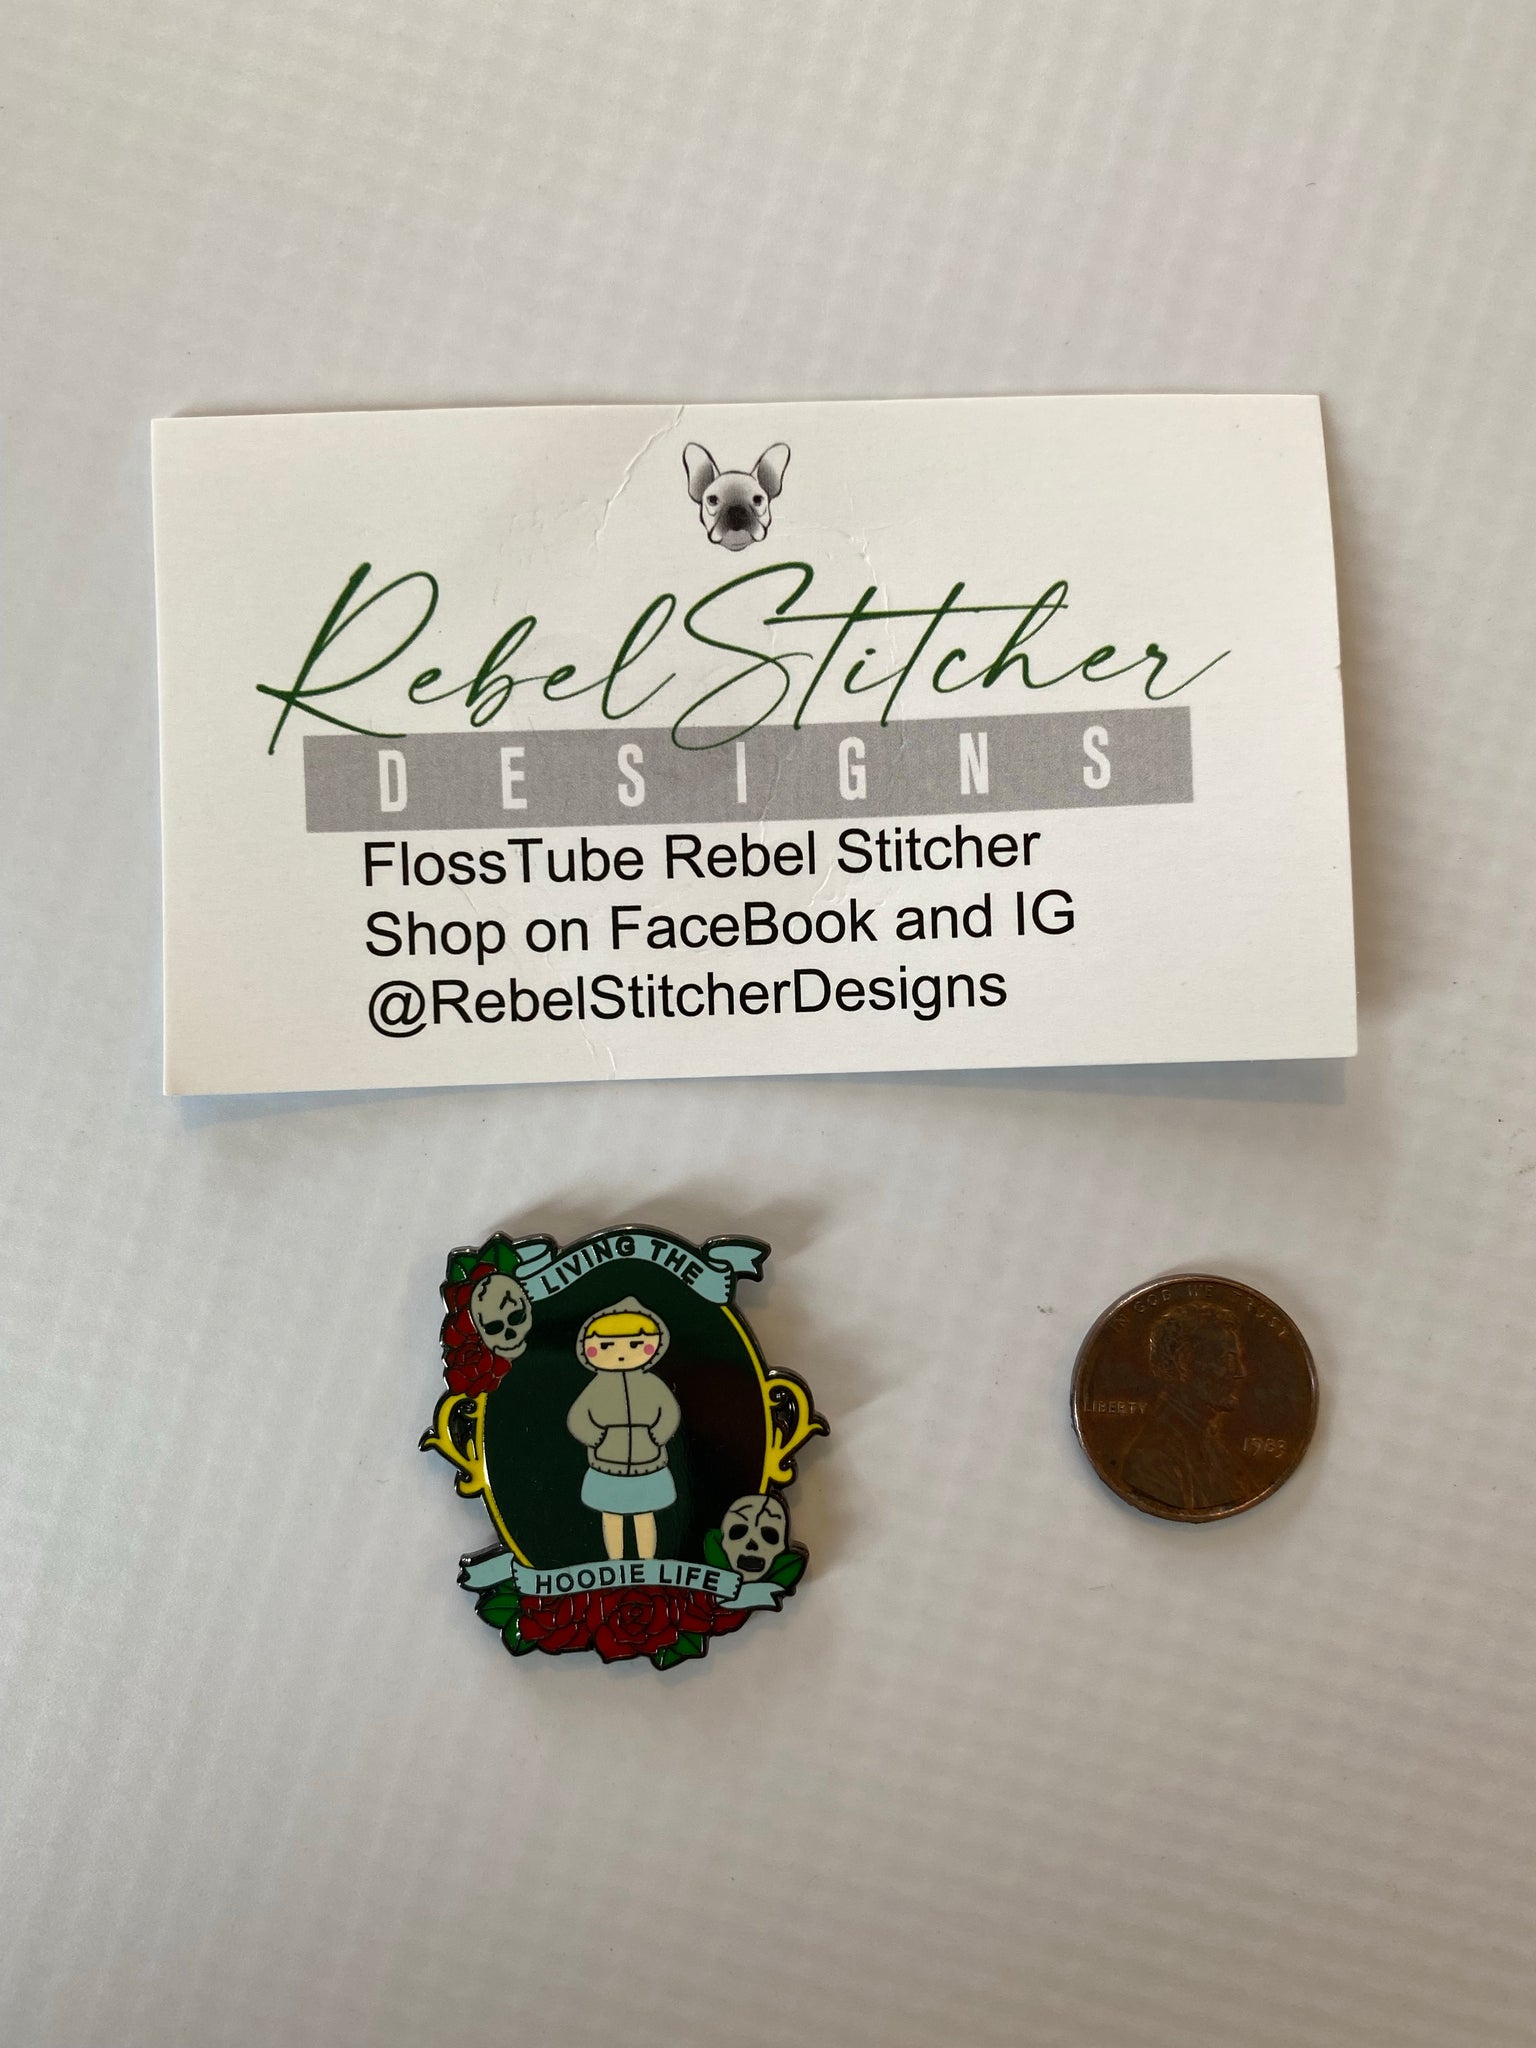 RebelStitcher
DESIGNS
FlossTube Rebel Stitcher
Shop on FaceBook and IG
@RebelStitcherDesigns
LIVING THE
HOODIE LIFE
IN GOD WE TRUST
LIBERTY
1983